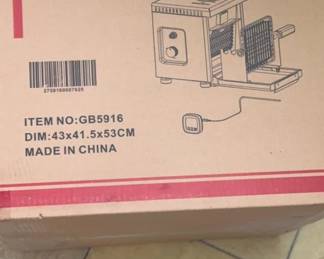 ITEM NO:GB5916
DIM:43x41.5x53CM
MADE IN CHINA